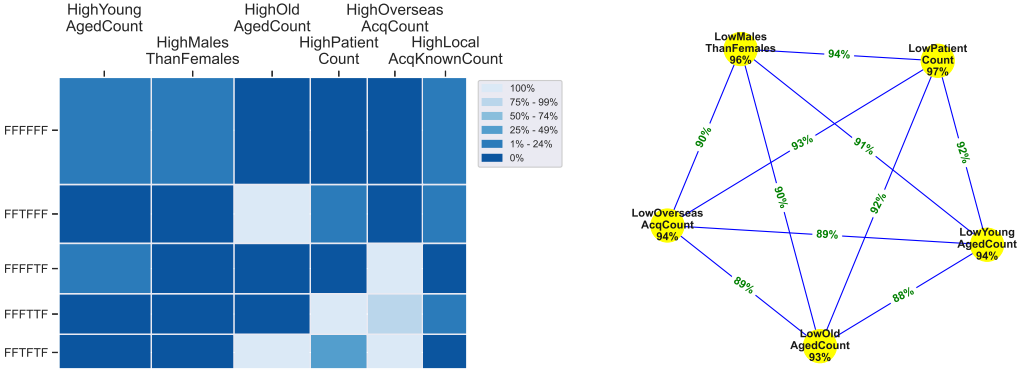 HighYoung
AgedCount
HighMales
ThanFemales
HighOld
AgedCount
HighPatient
Count
HighOverseas
AcqCount
HighLocal
AcqKnownCount
FFFFFF
FFTFFF
FFFFTF
FFFTTF
FFTFTF
100%
75% - 99%
50% - 74%
25% - 49%
1% - 24%
0%
LowMales
ThanFemales
96%
94%
LowPatient
Count
97%
90%
93%
91%
92%
90%
92%
LowOverseas
AcqCount
94%
89%
LowYoung
AgedCount
94%
89%
88%
LowOld
AgedCount
93%